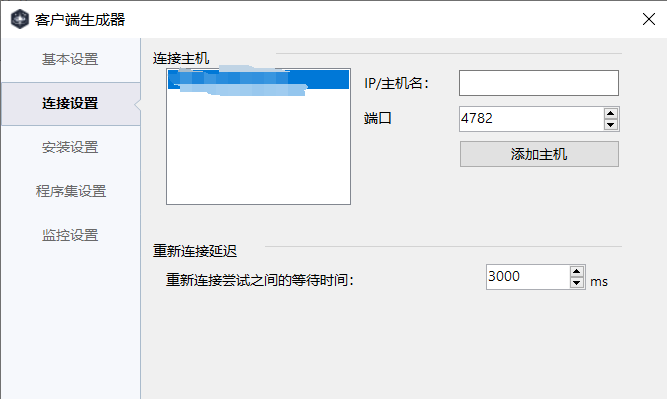 客户端生成器
基本设置
连接设置
安装设置
程序集设置
监控设置
连接主机
IP/主机名：
端口
4782
添加主机
重新连接延迟
重新连接尝试之间的等待时间：
3000
ms